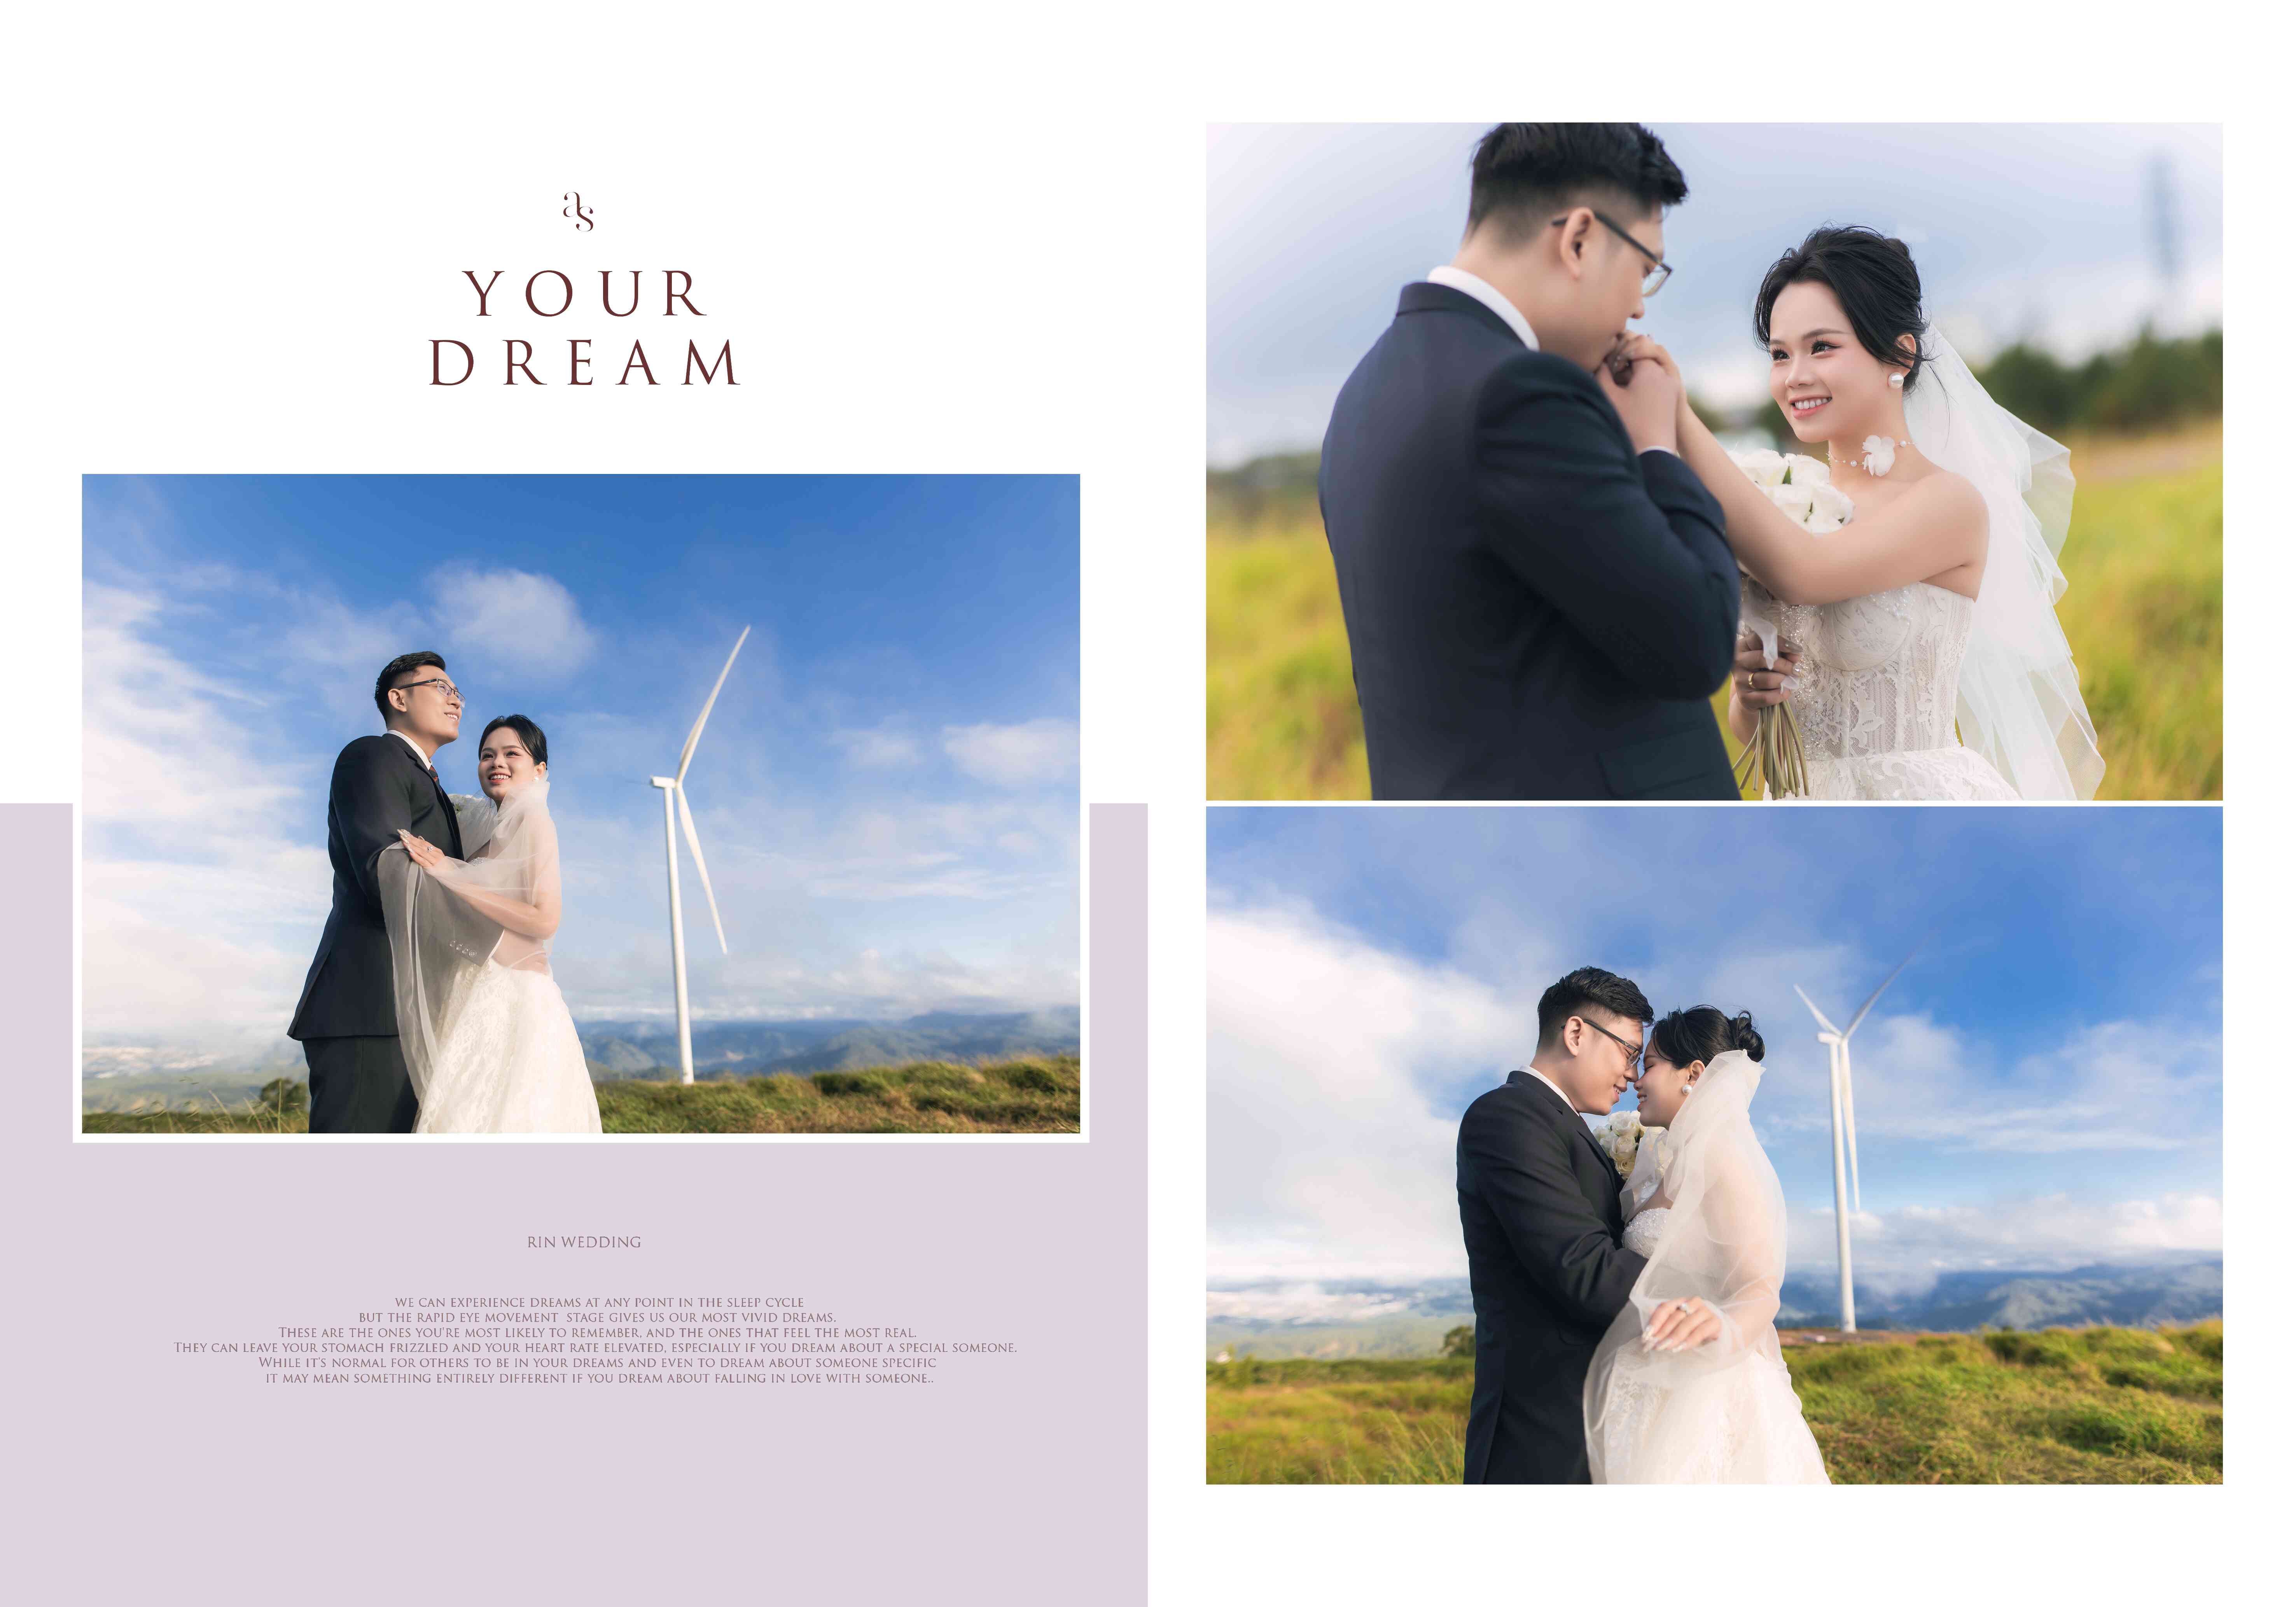 as
YOUR
DREAM
RIN WEDDING
WE CAN EXPERIENCE DREAMS AT ANY POINT IN THE SLEEP CYCLE
BUT THE RAPID EYE MOVEMENT STAGE GIVES US OUR MOST VIVID DREAMS.
THESE ARE THE ONES YOU'RE MOST LIKELY TO REMEMBER, AND THE ONES THAT FEEL THE MOST REAL.
THEY CAN LEAVE YOUR STOMACH FRIZZLED AND YOUR HEART RATE ELEVATED, ESPECIALLY IF YOU DREAM ABOUT A SPECIAL SOMEONE.
WHILE IT'S NORMAL FOR OTHERS TO BE IN YOUR DREAMS AND EVEN TO DREAM ABOUT SOMEONE SPECIFIC
IT MAY MEAN SOMETHING ENTIRELY DIFFERENT IF YOU DREAM ABOUT FALLING IN LOVE WITH SOMEONE..